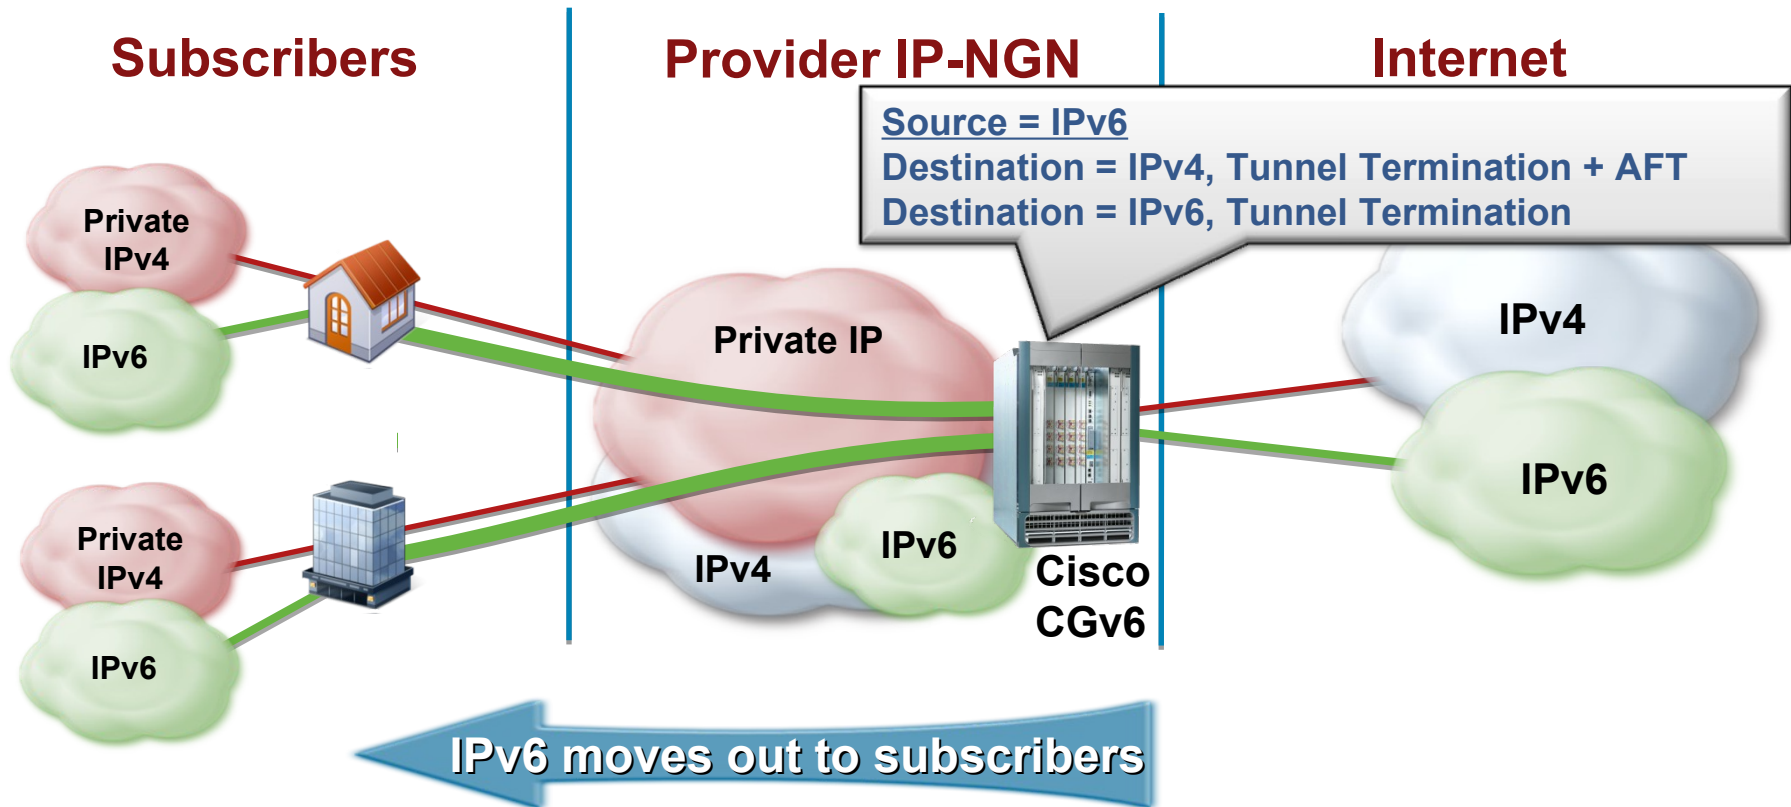 Subscribers
Provider IP-NGN
Internet
Source = IPv6
Destination = IPv4, Tunnel Termination + AFT
Destination = IPv6, Tunnel Termination
Private
IPv4
IPv6
Private IP
IPv4
IPv6
Private
IPv4
IPv6
IPv4
IPv6
Cisco
CGv6
IPv6 moves out to subscribers